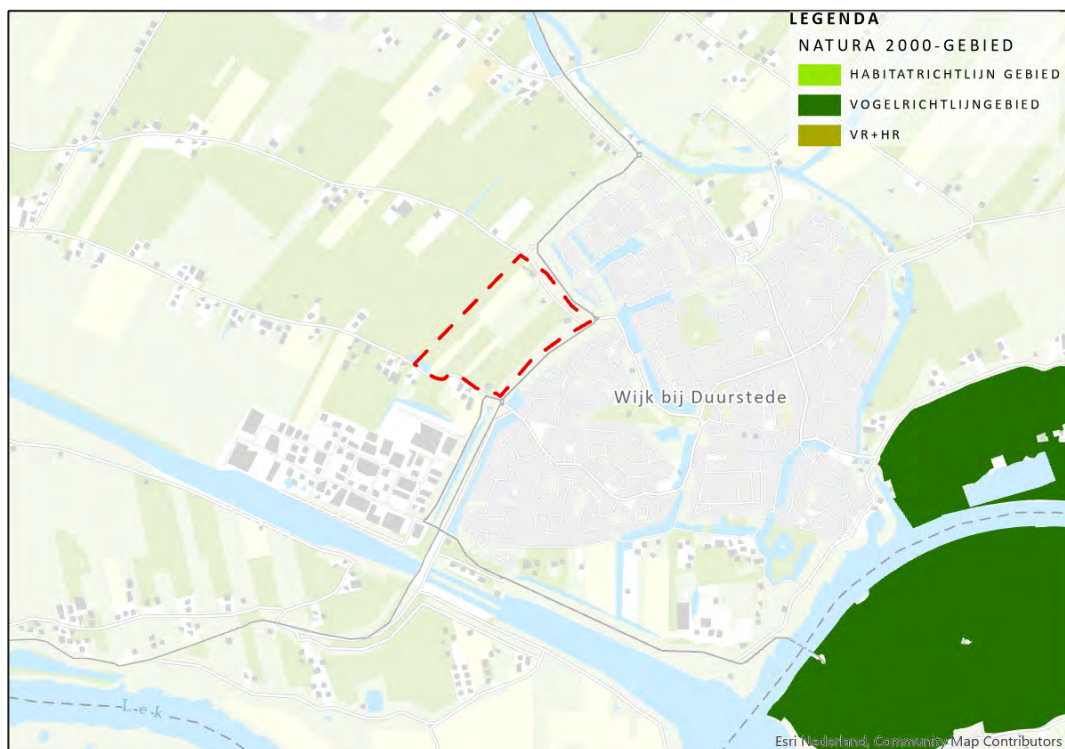 LEGENDA
NATURA 2000-GEBIED
HABITATRICHTLIJN GEBIED
VOGELRICHTLIJNGEBIED
VR+HR
Wijk bij Duurstede
Lek
Esri Nederland, Community Map Contributors